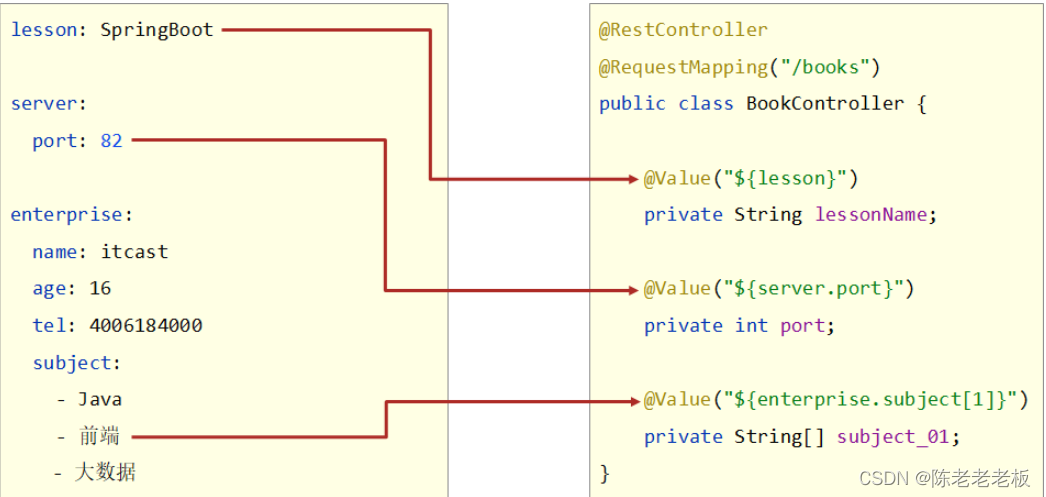 lesson: SpringBoot
server:
port: 82
enterprise:
name: itcast
age: 16
tel: 4006184000
subject:
- Java
- 前端
- 大数据
@RestController
@RequestMapping("/books")
public class BookController {
@Value("${lesson}")
private String lessonName;
@Value("${server.port}")
private int port;
@Value("${enterprise.subject[1]}")
private String[] subject_01;
}
CSDN @陈老老老板